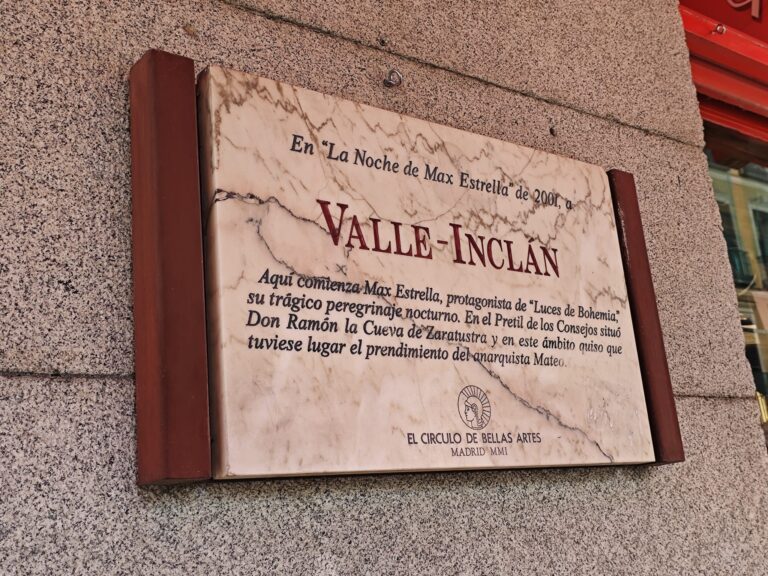 En "La Noche de Max Estrella" de 2001, a
VALLE-INCLÁN
Aquí comienza Max Estrella, protagonista de "Luces de Bohemia,"
su trágico peregrinaje nocturno. En el Pretil de los Consejos situó
Don Ramón la Cueva de Zaratustra y en este ámbito quiso que
tuviese lugar el prendimiento del anarquista Mateo.
EL CIRCULO DE BELLAS ARTES
MADRID MMI